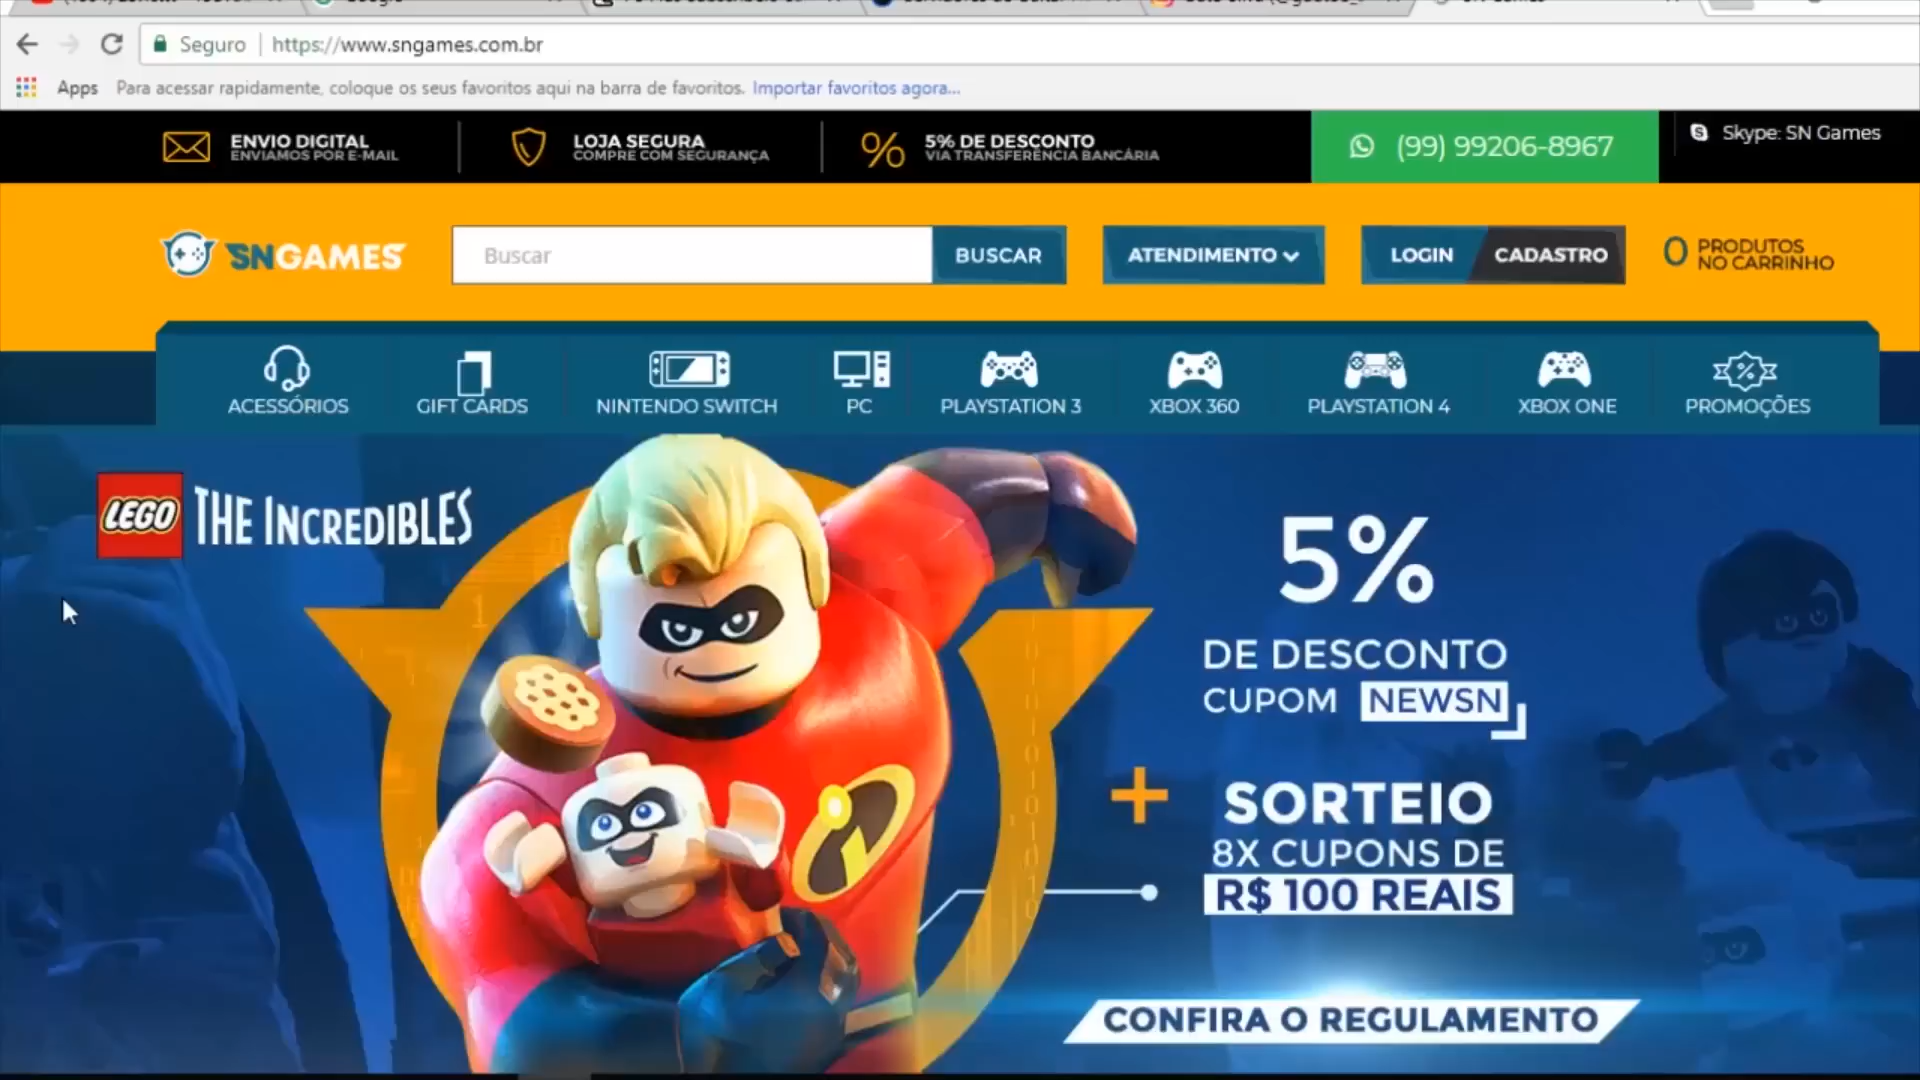 Seguro https://www.sngames.com.br
Apps Para acessar rapidamente, coloque os seus favoritos aqui na barra de favoritos. Importar favoritos agora...
ENVIO DIGITAL
ENVIAMOS POR E-MAIL
LOJA SEGURA
COMPRE COM SEGURANÇA
5% DE DESCONTO
VIA TRANSFERÊNCIA BANCÁRIA
(99) 99206-8967
Skype: SN Games
SNGAMES
Buscar
BUSCAR
ATENDIMENTO
LOGIN
CADASTRO
0 PRODUTOS
NO CARRINHO
ACESSÓRIOS
GIFT CARDS
NINTENDO SWITCH
PC
PLAYSTATION 3
XBOX 360
PLAYSTATION 4
XBOX ONE
PROMOÇÕES
LEGO THE INCREDIBLES
5%
DE DESCONTO
CUPOM NEWSN
+ SORTEIO
8X CUPONS DE
R$ 100 REAIS
CONFIRA O REGULAMENTO